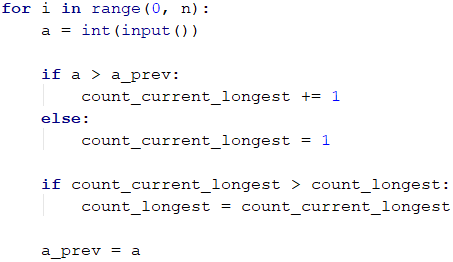 for i in range(0, n):
    a = int(input())

    if a > a_prev:
        count_current_longest += 1
    else:
        count_current_longest = 1

    if count_current_longest > count_longest:
        count_longest = count_current_longest

    a_prev = a